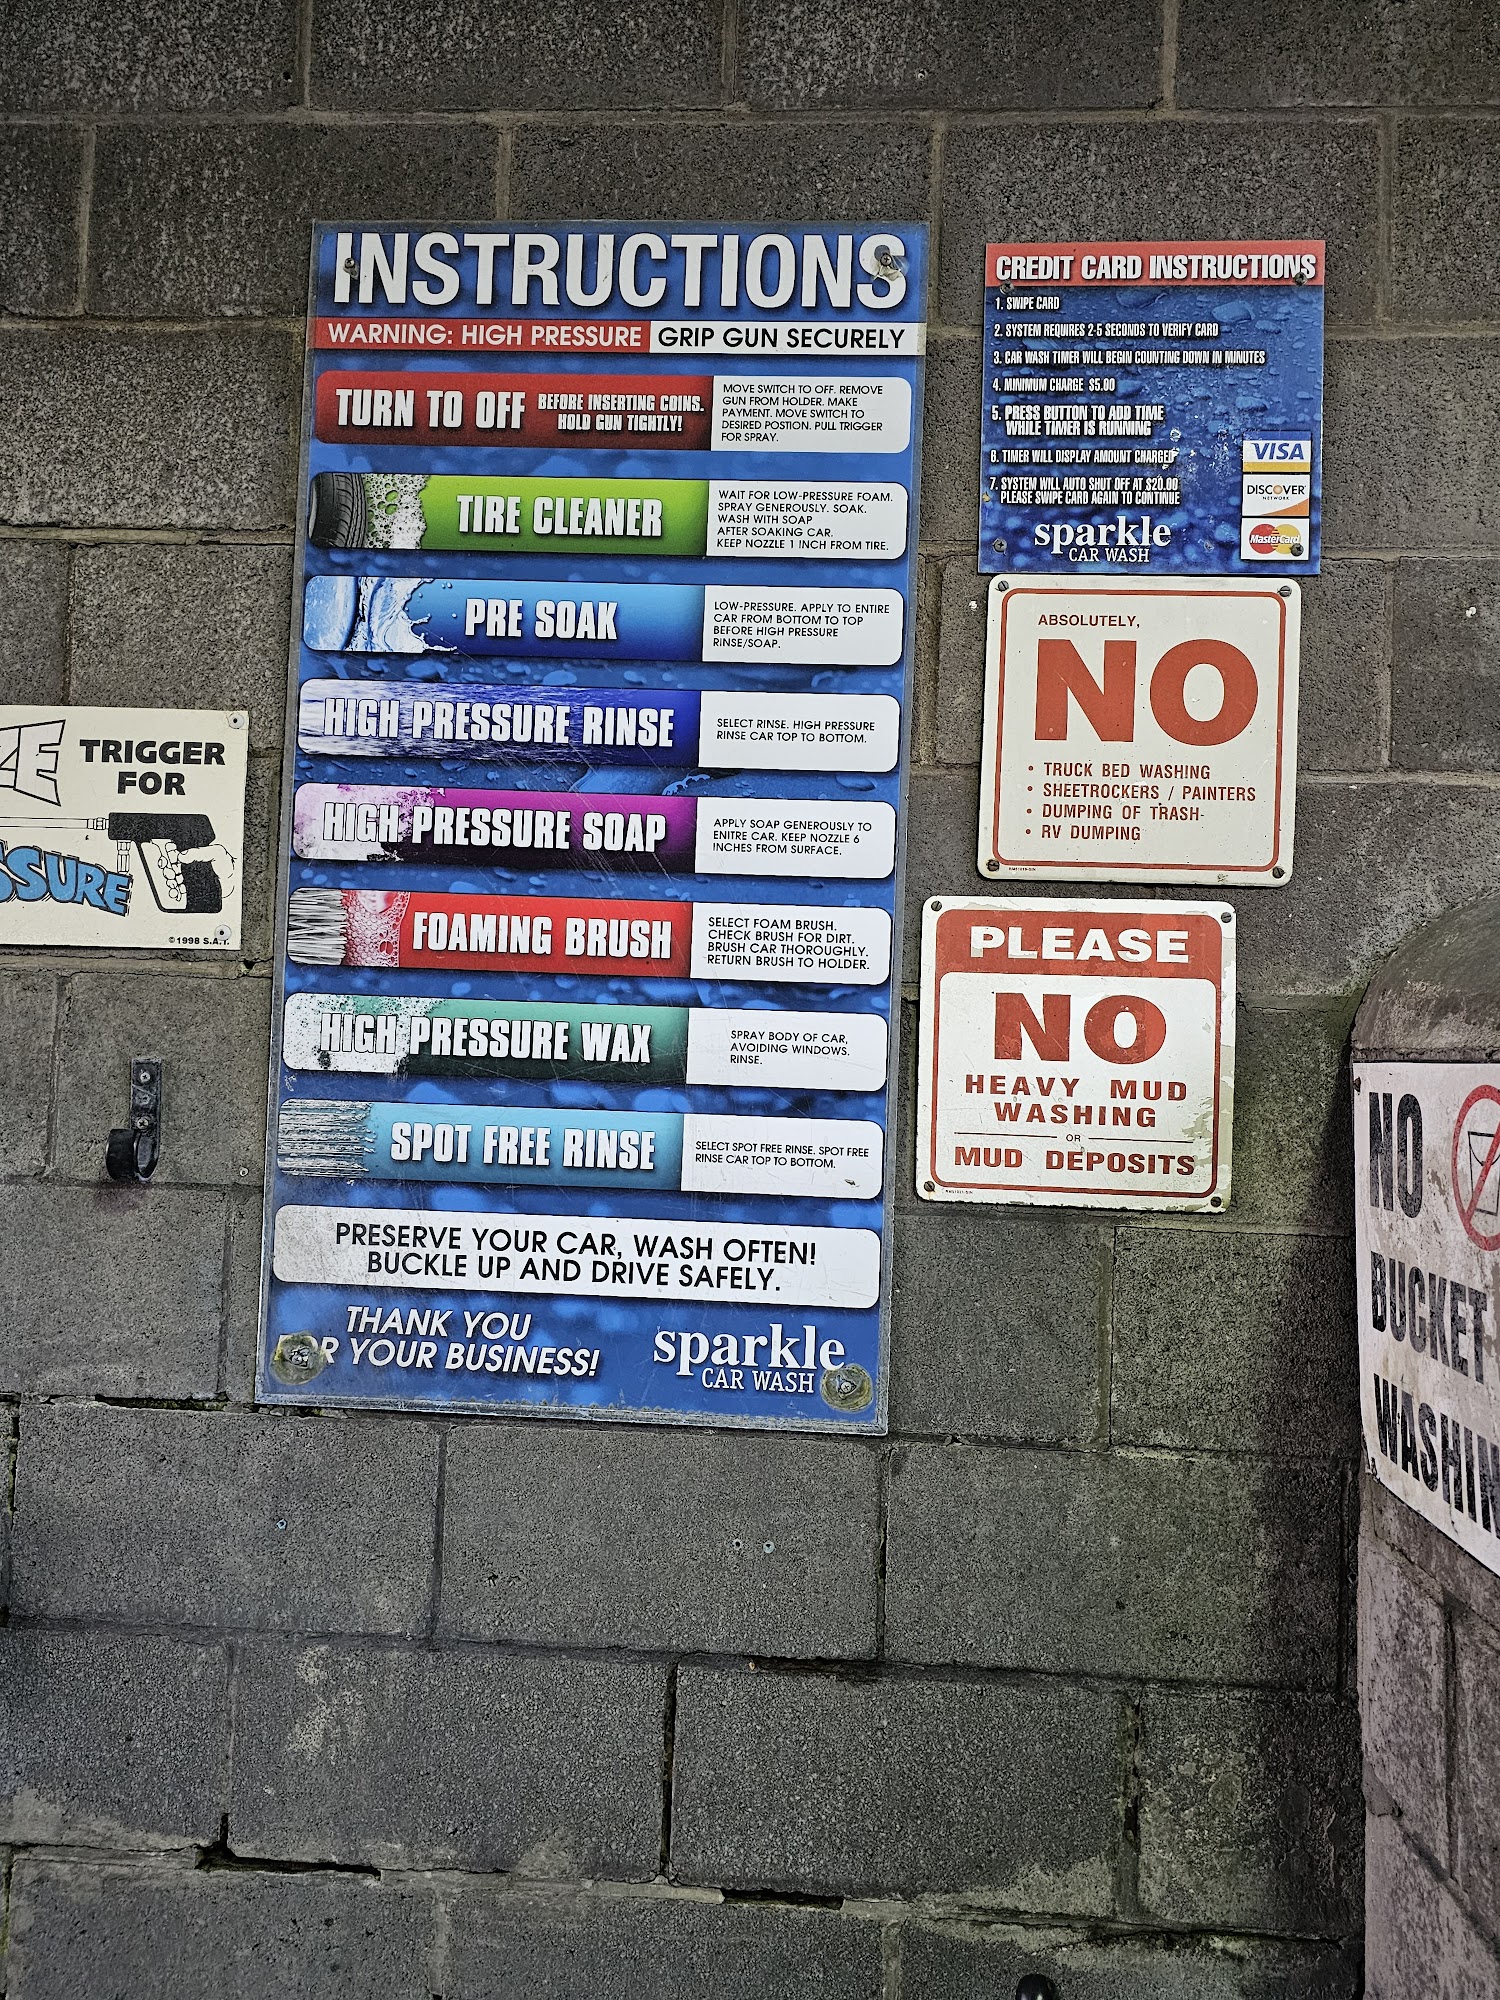 INSTRUCTIONS
WARNING: HIGH PRESSURE GRIP GUN SECURELY
TURN TO OFF
BEFORE INSERTING COINS.
HOLD GUN TIGHTLY!
MOVE SWITCH TO OFF. REMOVE
GUN FROM HOLDER. MAKE
PAYMENT. MOVE SWITCH TO
DESIRED POSTION. PULL TRIGGER
FOR SPRAY.
TIRE CLEANER
WAIT FOR LOW-PRESSURE FOAM.
SPRAY GENEROUSLY. SOAK.
WASH WITH SOAP
AFTER SOAKING CAR.
KEEP NOZZLE 1 INCH FROM TIRE.
PRE SOAK
LOW-PRESSURE. APPLY TO ENTIRE
CAR FROM BOTTOM TO TOP
BEFORE HIGH PRESSURE
RINSE/SOAP.
HIGH PRESSURE RINSE
SELECT RINSE. HIGH PRESSURE
RINSE CAR TOP TO BOTTOM.
HIGH PRESSURE SOAP
APPLY SOAP GENEROUSLY TO
ENITRE CAR. KEEP NOZZLE 6
INCHES FROM SURFACE.
FOAMING BRUSH
SELECT FOAM BRUSH.
CHECK BRUSH FOR DIRT.
BRUSH CAR THOROUGHLY.
RETURN BRUSH TO HOLDER.
HIGH PRESSURE WAX
SPRAY BODY OF CAR,
AVOIDING WINDOWS.
RINSE.
SPOT FREE RINSE
SELECT SPOT FREE RINSE. SPOT FREE
RINSE CAR TOP TO BOTTOM.
PRESERVE YOUR CAR, WASH OFTEN!
BUCKLE UP AND DRIVE SAFELY.
THANK YOU
FOR YOUR BUSINESS!
sparkle
CAR WASH
CREDIT CARD INSTRUCTIONS
1. SWIPE CARD
2. SYSTEM REQUIRES 2-5 SECONDS TO VERIFY CARD
3. CAR WASH TIMER WILL BEGIN COUNTING DOWN IN MINUTES
4. MINIMUM CHARGE $5.00
5. PRESS BUTTON TO ADD TIME
WHILE TIMER IS RUNNING
6. TIMER WILL DISPLAY AMOUNT CHARGED
7. SYSTEM WILL AUTO SHUT OFF AT $20.00
PLEASE SWIPE CARD AGAIN TO CONTINUE
VISA
DISCOVER
NETWORK
MasterCard
sparkle
CAR WASH
ABSOLUTELY,
NO
• TRUCK BED WASHING
• SHEETROCKERS / PAINTERS
• DUMPING OF TRASH
• RV DUMPING
PLEASE
NO
HEAVY MUD
WASHING
OR
MUD DEPOSITS
ZE TRIGGER
FOR
SSURE
©1998 S.A.I.
NO
BUCKET
WASHIN